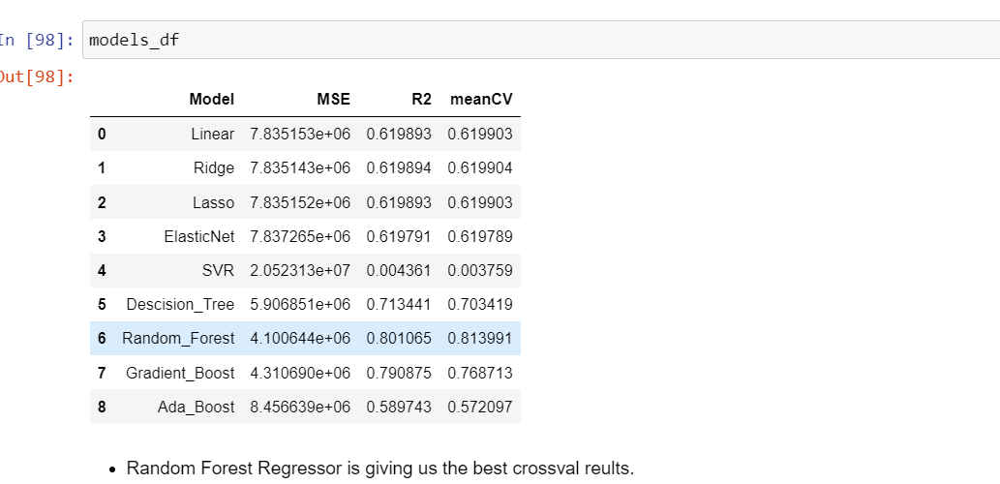 In [98]: models_df
Out[98]:
Model MSE R2 meanCV
0 Linear 7.835153e+06 0.619893 0.619903
1 Ridge 7.835143e+06 0.619894 0.619904
2 Lasso 7.835152e+06 0.619893 0.619903
3 ElasticNet 7.837265e+06 0.619791 0.619789
4 SVR 2.052313e+07 0.004361 0.003759
5 Descision_Tree 5.906851e+06 0.713441 0.703419
6 Random_Forest 4.100644e+06 0.801065 0.813991
7 Gradient_Boost 4.310690e+06 0.790875 0.768713
8 Ada_Boost 8.456639e+06 0.589743 0.572097
• Random Forest Regressor is giving us the best crossval reults.